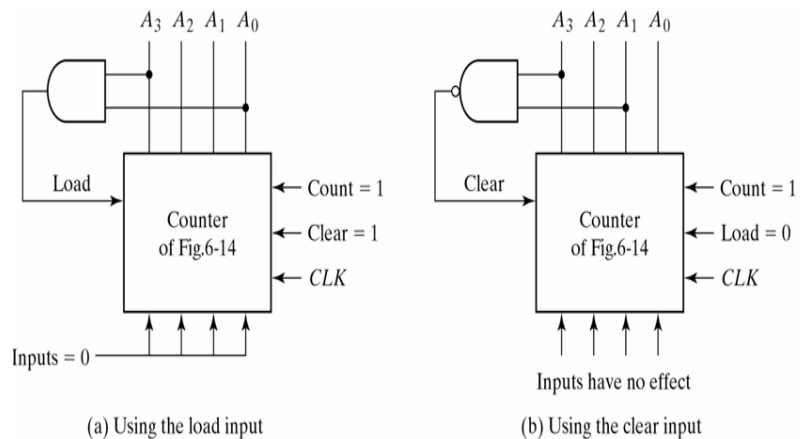 A3 A2 A1 A0
Load
Count = 1
Counter
of Fig.6-14
Clear = 1
CLK
Inputs = 0
(a) Using the load input
A3 A2 A1 A0
Clear
Count = 1
Counter
of Fig.6-14
Load = 0
CLK
Inputs have no effect
(b) Using the clear input